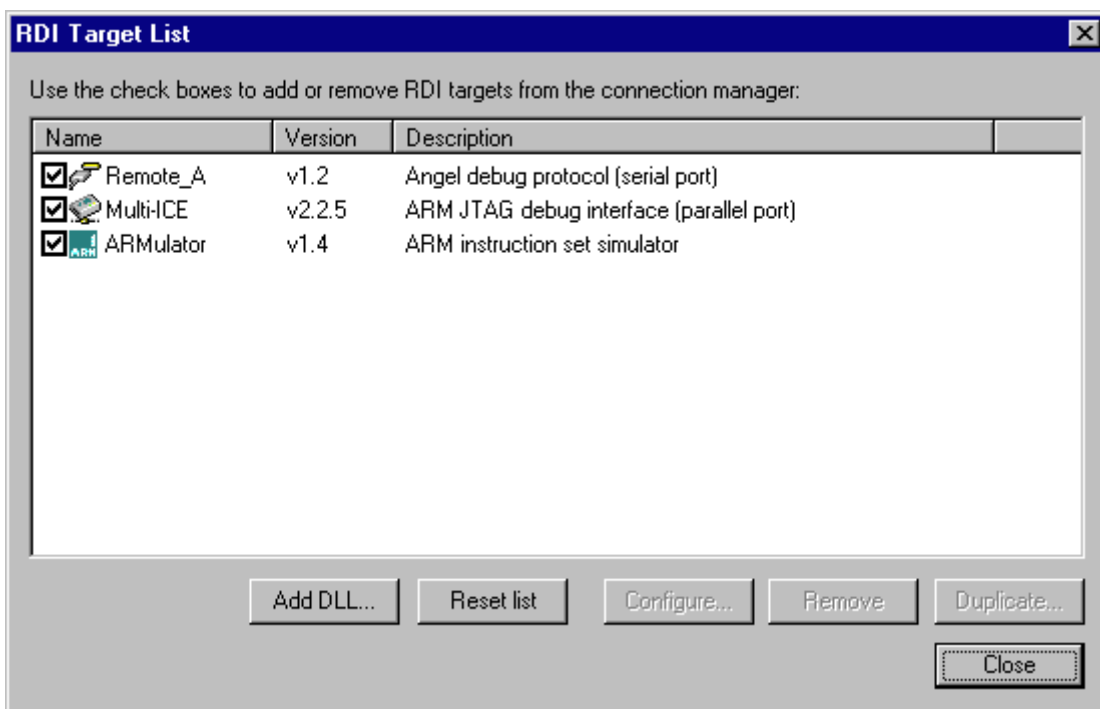 RDI Target List
Use the check boxes to add or remove RDI targets from the connection manager:
Name Version Description
Remote_A v1.2 Angel debug protocol (serial port)
Multi-ICE v2.2.5 ARM JTAG debug interface (parallel port)
ARM ARMulator v1.4 ARM instruction set simulator
Add DLL... Reset list Configure... Remove Duplicate...
Close